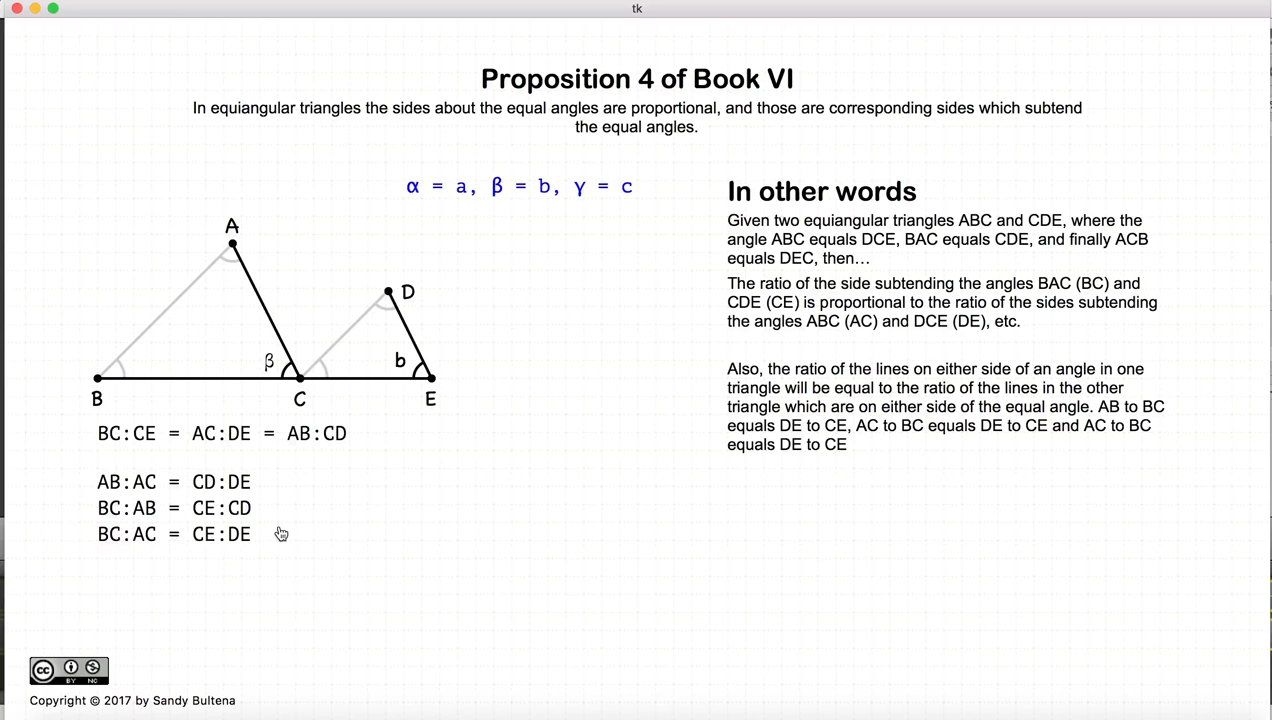 tk
Proposition 4 of Book VI
In equiangular triangles the sides about the equal angles are proportional, and those are corresponding sides which subtend
the equal angles.
α = a, β = b, γ = c
In other words
Given two equiangular triangles ABC and CDE, where the
angle ABC equals DCE, BAC equals CDE, and finally ACB
equals DEC, then…
The ratio of the side subtending the angles BAC (BC) and
CDE (CE) is proportional to the ratio of the sides subtending
the angles ABC (AC) and DCE (DE), etc.
Also, the ratio of the lines on either side of an angle in one
triangle will be equal to the ratio of the lines in the other
triangle which are on either side of the equal angle. AB to BC
equals DE to CE, AC to BC equals DE to CE and AC to BC
equals DE to CE
A
D
β
b
B
C
E
BC:CE = AC:DE = AB:CD
AB:AC = CD:DE
BC:AB = CE:CD
BC:AC = CE:DE
cc
BY NC
Copyright © 2017 by Sandy Bultena